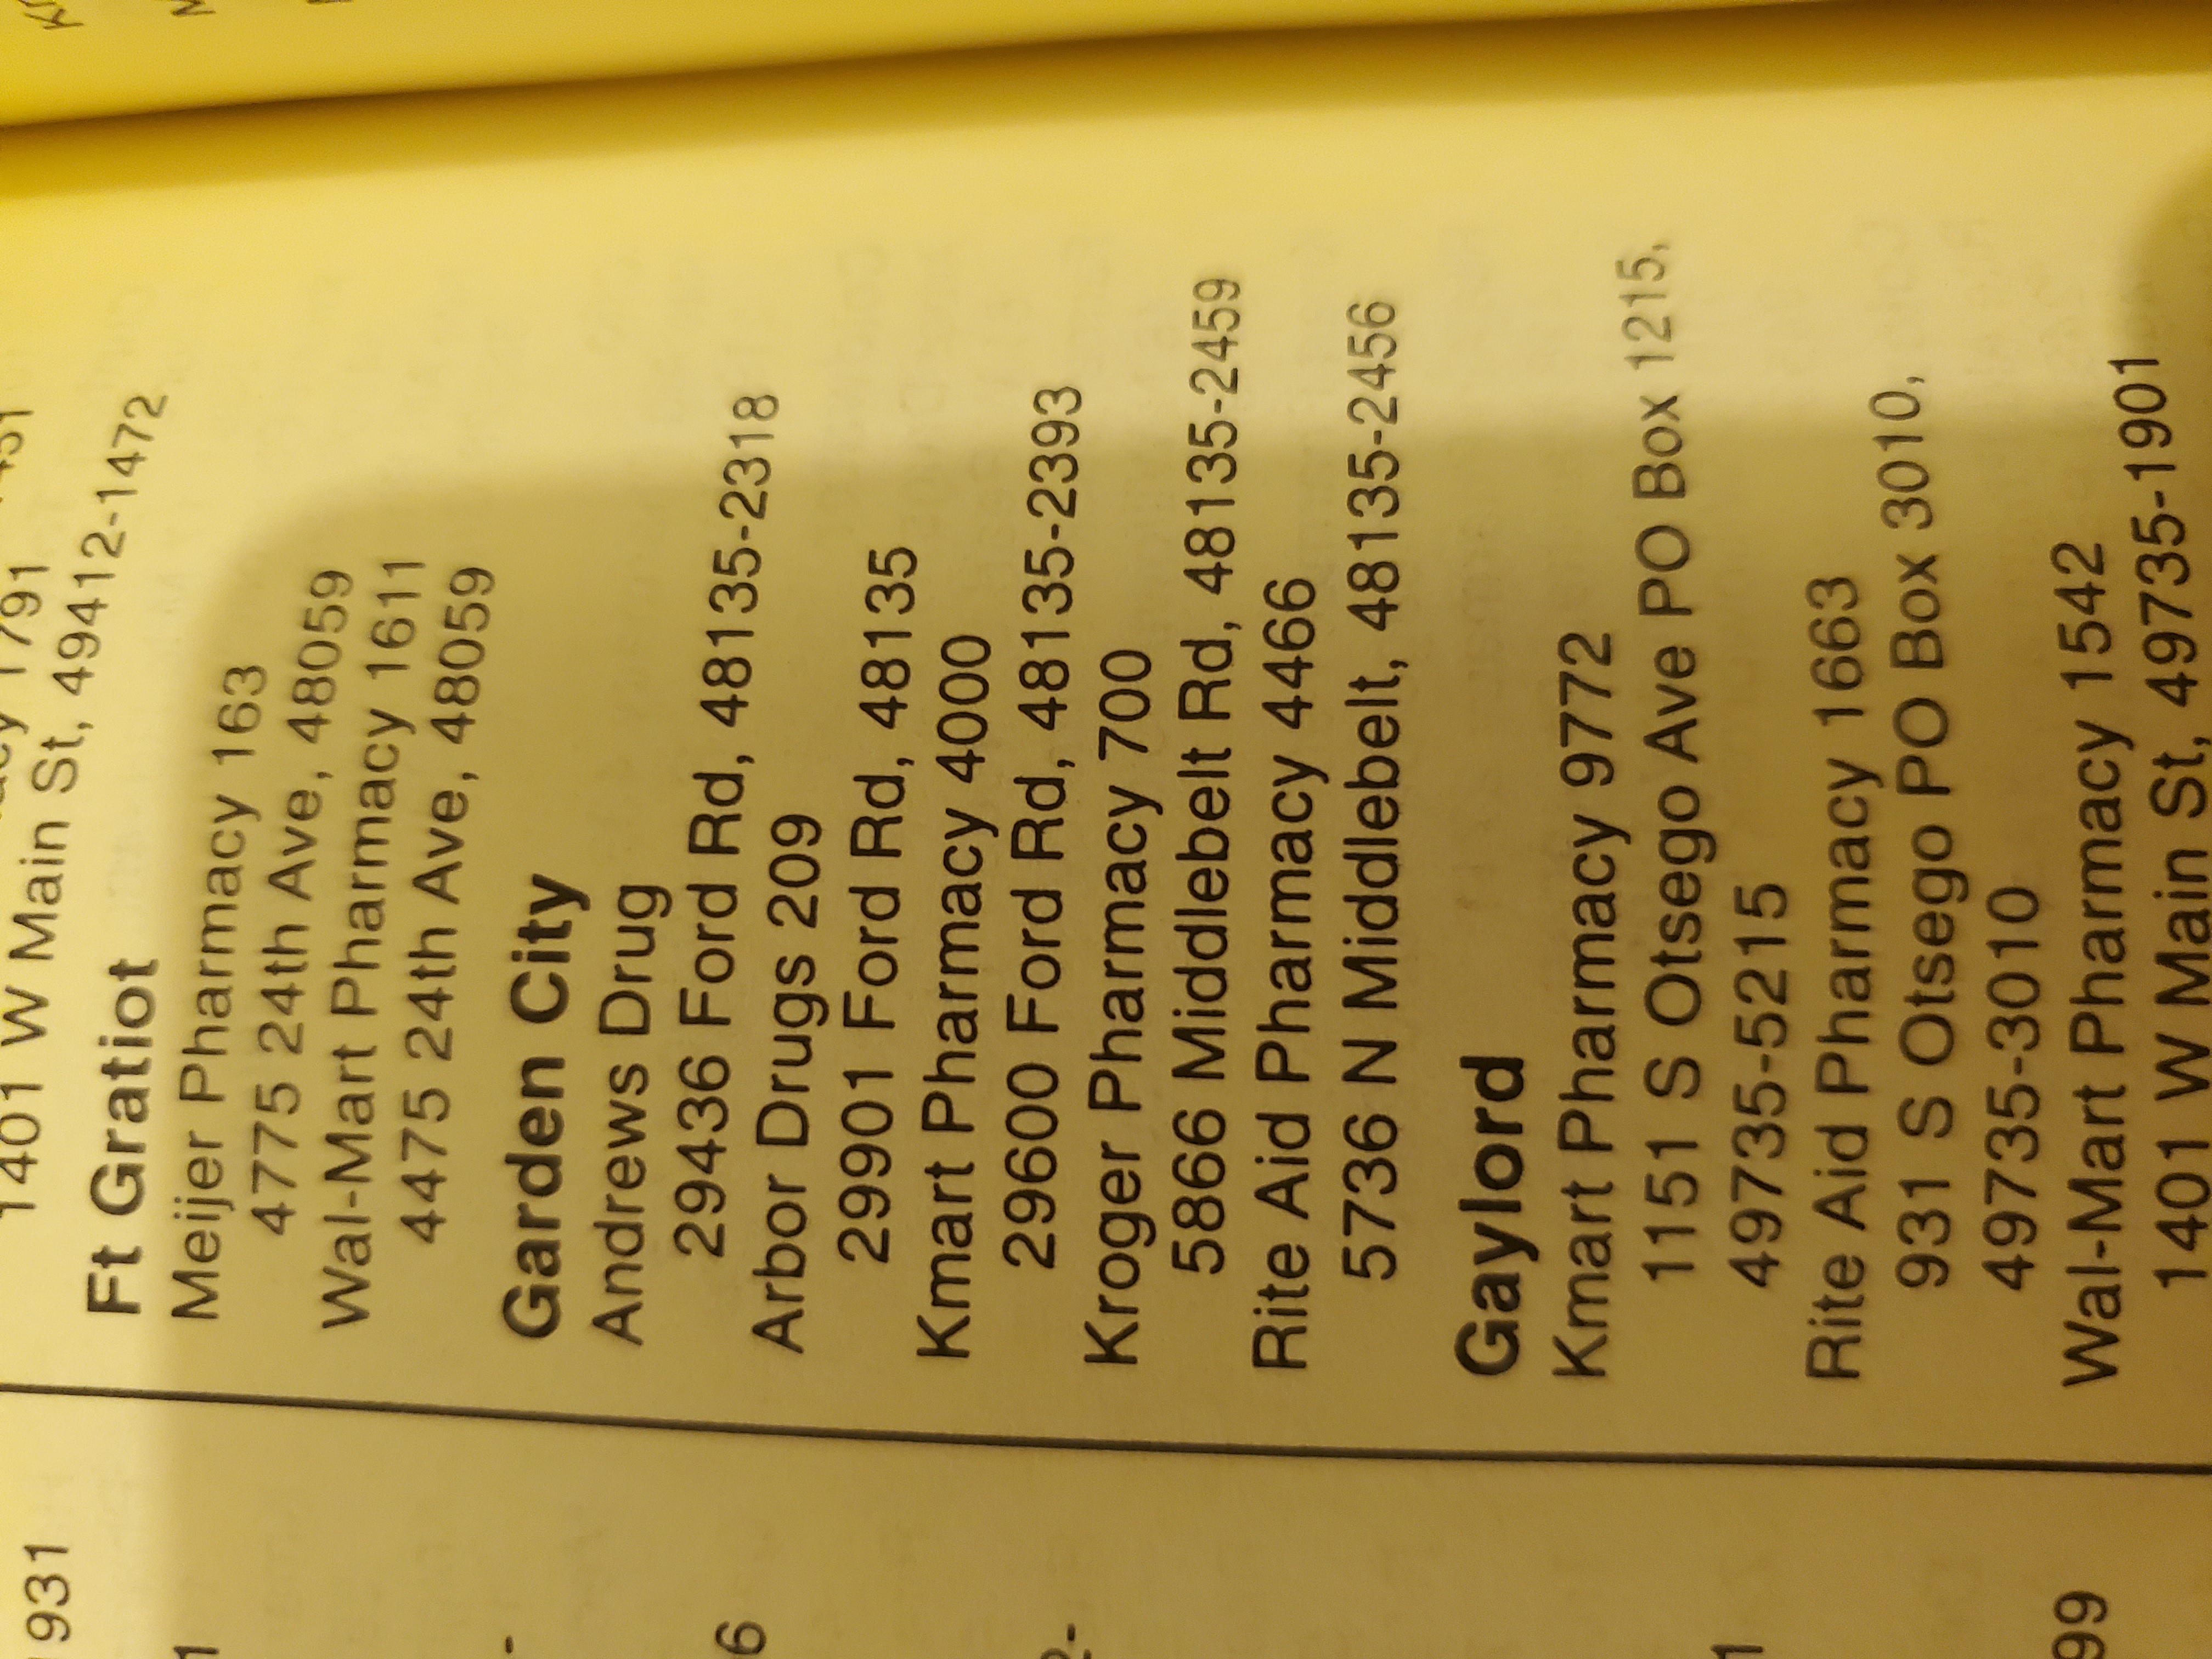 1401 W Main St, 49412-1472
Ft Gratiot
Meijer Pharmacy 163
4775 24th Ave, 48059
Wal-Mart Pharmacy 1611
4475 24th Ave, 48059
Garden City
Andrews Drug
29436 Ford Rd, 48135-2318
Arbor Drugs 209
29901 Ford Rd, 48135
Kmart Pharmacy 4000
29600 Ford Rd, 48135-2393
Kroger Pharmacy 700
5866 Middlebelt Rd, 48135-2459
Rite Aid Pharmacy 4466
5736 N Middlebelt, 48135-2456
Gaylord
Kmart Pharmacy 9772
1151 S Otsego Ave PO Box 1215,
49735-5215
Rite Aid Pharmacy 1663
931 S Otsego PO Box 3010,
49735-3010
Wal-Mart Pharmacy 1542
1401 W Main St, 49735-1901